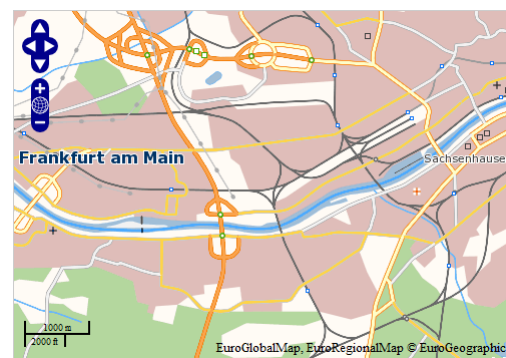 Frankfurt am Main
Sachsenhause
1000 m
2000 ft
EuroGlobalMap, EuroRegionalMap © EuroGeographic